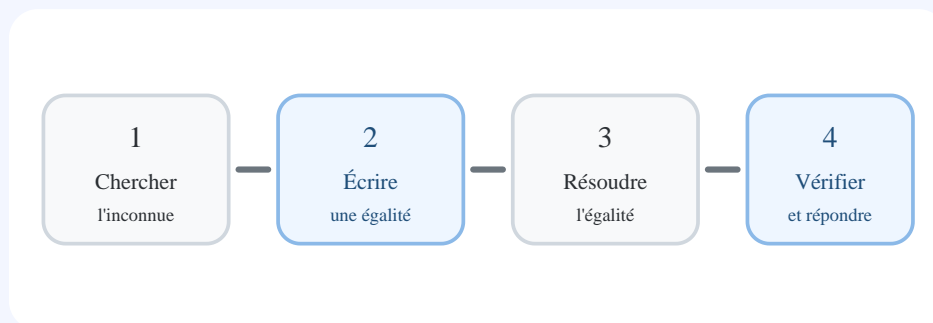 1
Chercher
l'inconnue
2
Écrire
une égalité
3
Résoudre
l'égalité
4
Vérifier
et répondre